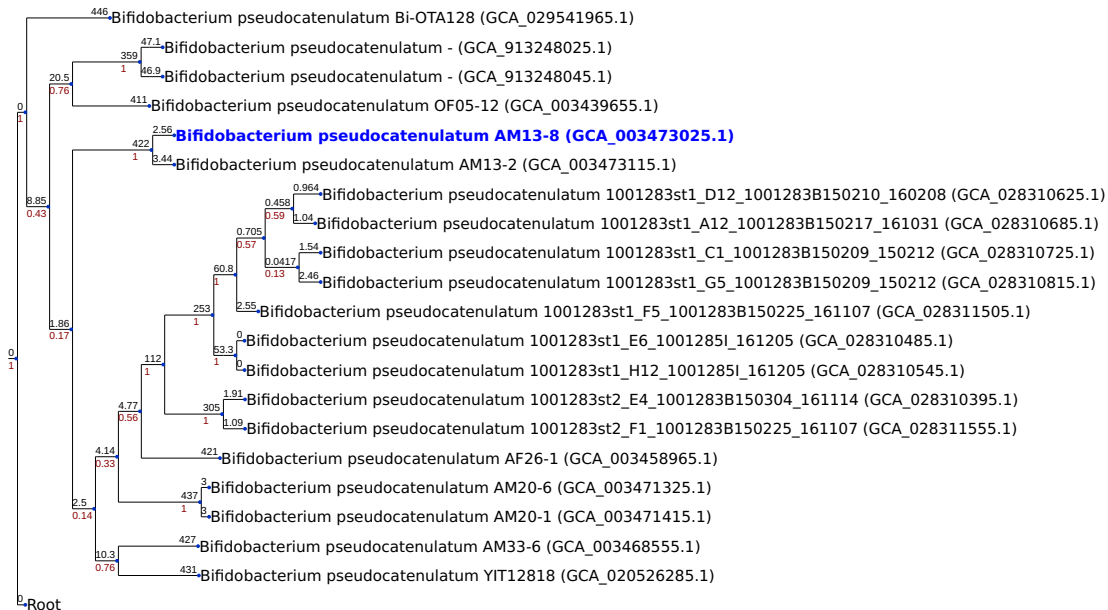 446 Bifidobacterium pseudocatenulatum Bi-OTA128 (GCA_029541965.1)
47.1 Bifidobacterium pseudocatenulatum - (GCA_913248025.1)
359
1
46.9 Bifidobacterium pseudocatenulatum - (GCA_913248045.1)
20.5
0.76
411 Bifidobacterium pseudocatenulatum OF05-12 (GCA_003439655.1)
0
1
2.56 Bifidobacterium pseudocatenulatum AM13-8 (GCA_003473025.1)
422
1
3.44 Bifidobacterium pseudocatenulatum AM13-2 (GCA_003473115.1)
0.964 Bifidobacterium pseudocatenulatum 1001283st1_D12_1001283B150210_160208 (GCA_028310625.1)
8.85
0.43
0.458
0.59
1.04 Bifidobacterium pseudocatenulatum 1001283st1_A12_1001283B150217_161031 (GCA_028310685.1)
0.705
0.57
1.54 Bifidobacterium pseudocatenulatum 1001283st1_C1_1001283B150209_150212 (GCA_028310725.1)
0.0417
0.13
60.8
1
2.46 Bifidobacterium pseudocatenulatum 1001283st1_G5_1001283B150209_150212 (GCA_028310815.1)
2.55 Bifidobacterium pseudocatenulatum 1001283st1_F5_1001283B150225_161107 (GCA_028311505.1)
253
1
1.86
0.17
0 Bifidobacterium pseudocatenulatum 1001283st1_E6_1001285I_161205 (GCA_028310485.1)
53.3
1
0
1
112
1
0 Bifidobacterium pseudocatenulatum 1001283st1_H12_1001285I_161205 (GCA_028310545.1)
1.91 Bifidobacterium pseudocatenulatum 1001283st2_E4_1001283B150304_161114 (GCA_028310395.1)
4.77
0.56
305
1
1.09 Bifidobacterium pseudocatenulatum 1001283st2_F1_1001283B150225_161107 (GCA_028311555.1)
4.14
0.33
421 Bifidobacterium pseudocatenulatum AF26-1 (GCA_003458965.1)
3 Bifidobacterium pseudocatenulatum AM20-6 (GCA_003471325.1)
437
1
2.5
0.14
3 Bifidobacterium pseudocatenulatum AM20-1 (GCA_003471415.1)
427 Bifidobacterium pseudocatenulatum AM33-6 (GCA_003468555.1)
10.3
0.76
431 Bifidobacterium pseudocatenulatum YIT12818 (GCA_020526285.1)
0 Root